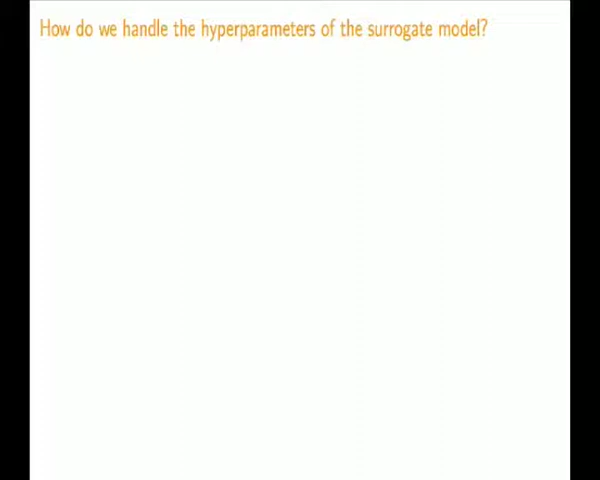 How do we handle the hyperparameters of the surrogate model?